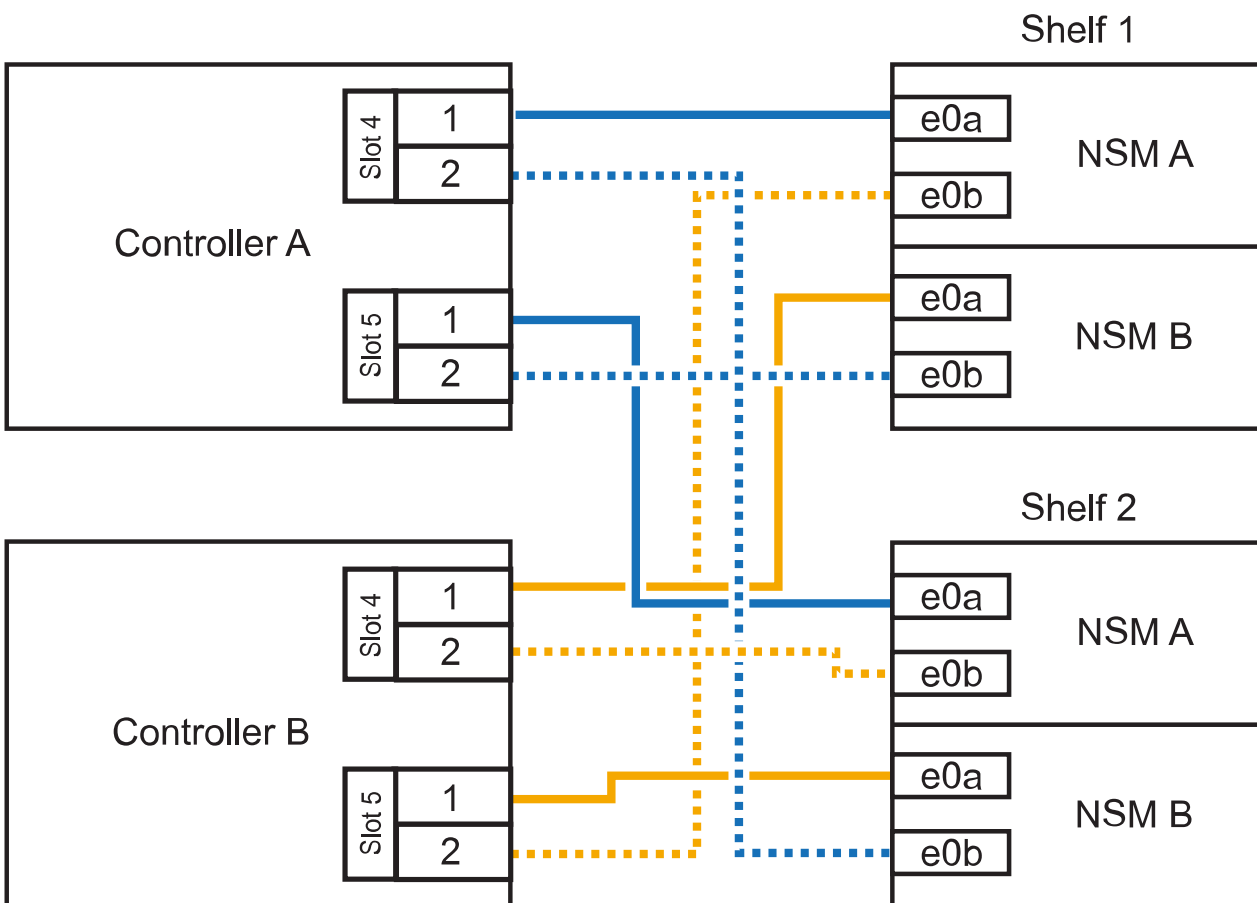 Shelf 1
Controller A
Slot 4
1
2
Slot 5
1
2
e0a
e0b
NSM A
e0a
e0b
NSM B
Shelf 2
Controller B
Slot 4
1
2
Slot 5
1
2
e0a
e0b
NSM A
e0a
e0b
NSM B